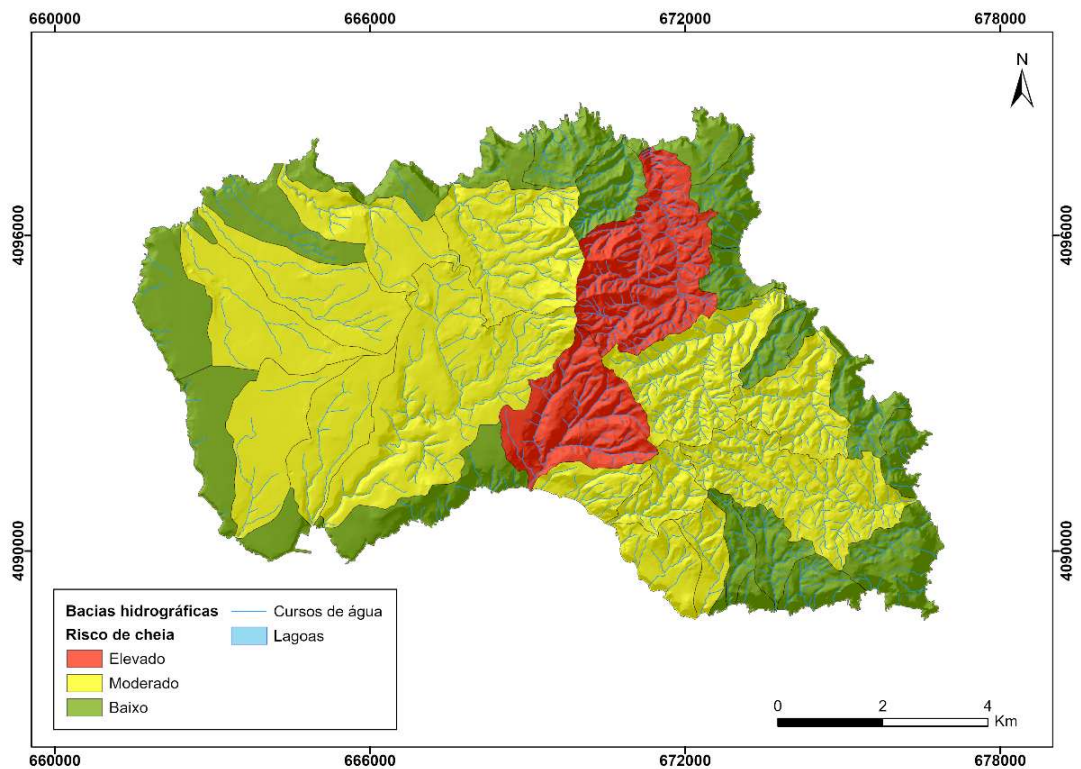 660000 666000 672000 678000
N
4096000 4096000
4090000 4090000
Bacias hidrográficas
Risco de cheia
Elevado
Moderado
Baixo
Cursos de água
Lagoas
0 2 4
Km
660000 666000 672000 678000